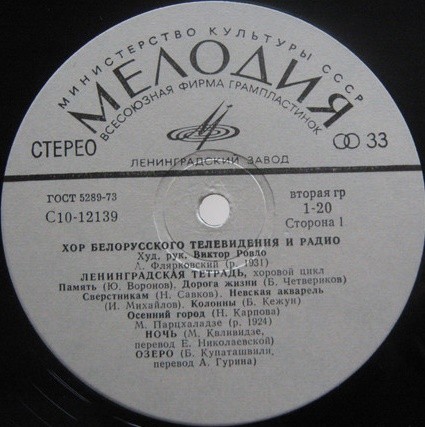 МИНИСТЕРСТВО КУЛЬТУРЫ СССР
МЕЛОДИЯ
ВСЕСОЮЗНАЯ ФИРМА ГРАМПЛАСТИНОК
СТЕРЕО
33
ЛЕНИНГРАДСКИЙ ЗАВОД
ГОСТ 5289-73
вторая гр
С10-12139
1-20
Сторона 1
ХОР БЕЛОРУССКОГО ТЕЛЕВИДЕНИЯ И РАДИО
Худ. рук. Виктор Ровдо
А. Флярковский (р. 1931)
ЛЕНИНГРАДСКАЯ ТЕТРАДЬ, хоровой цикл
Память (Ю. Воронов). Дорога жизни (Б. Четвериков)
Сверстникам (Н. Савков). Невская акварель
(И. Михайлов). Колонны (Б. Кежун)
Осенний город (Н. Карпова)
М. Парцхаладзе (р. 1924)
НОЧЬ (М. Квливидзе,
перевод Е. Николаевской)
ОЗЕРО (Б. Купаташвили,
перевод А. Гурина)